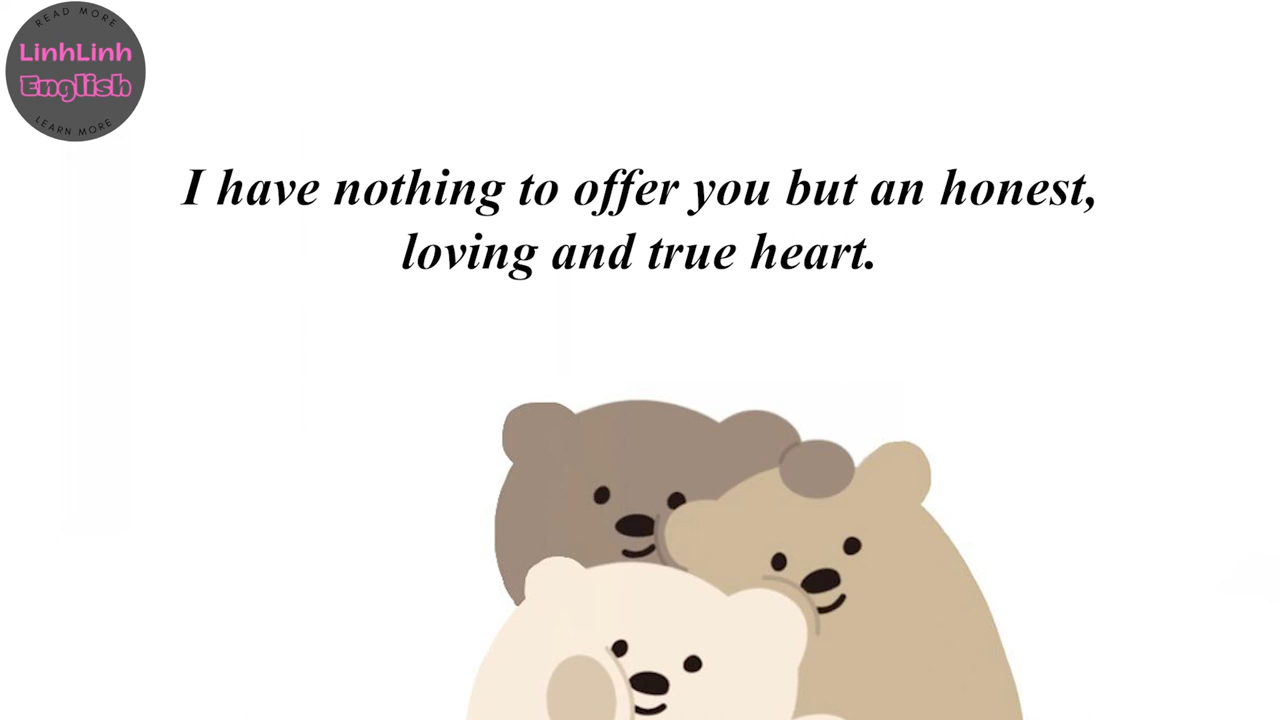 READ MORE
LinhLinh
English
LEARN MORE
I have nothing to offer you but an honest,
loving and true heart.